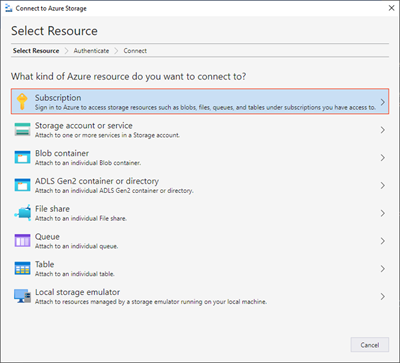 Connect to Azure Storage
Select Resource
Select Resource
Authenticate
Connect
What kind of Azure resource do you want to connect to?
Subscription
Sign in to Azure to access storage resources such as blobs, files, queues, and tables under subscriptions you have access to.
Storage account or service
Attach to one or more services in a Storage account.
Blob container
Attach to an individual Blob container.
ADLS Gen2 container or directory
Attach to an individual ADLS Gen2 container or directory.
File share
Attach to an individual File share.
Queue
Attach to an individual queue.
Table
Attach to an individual table.
Local storage emulator
Attach to resources managed by a storage emulator running on your local machine.
Cancel